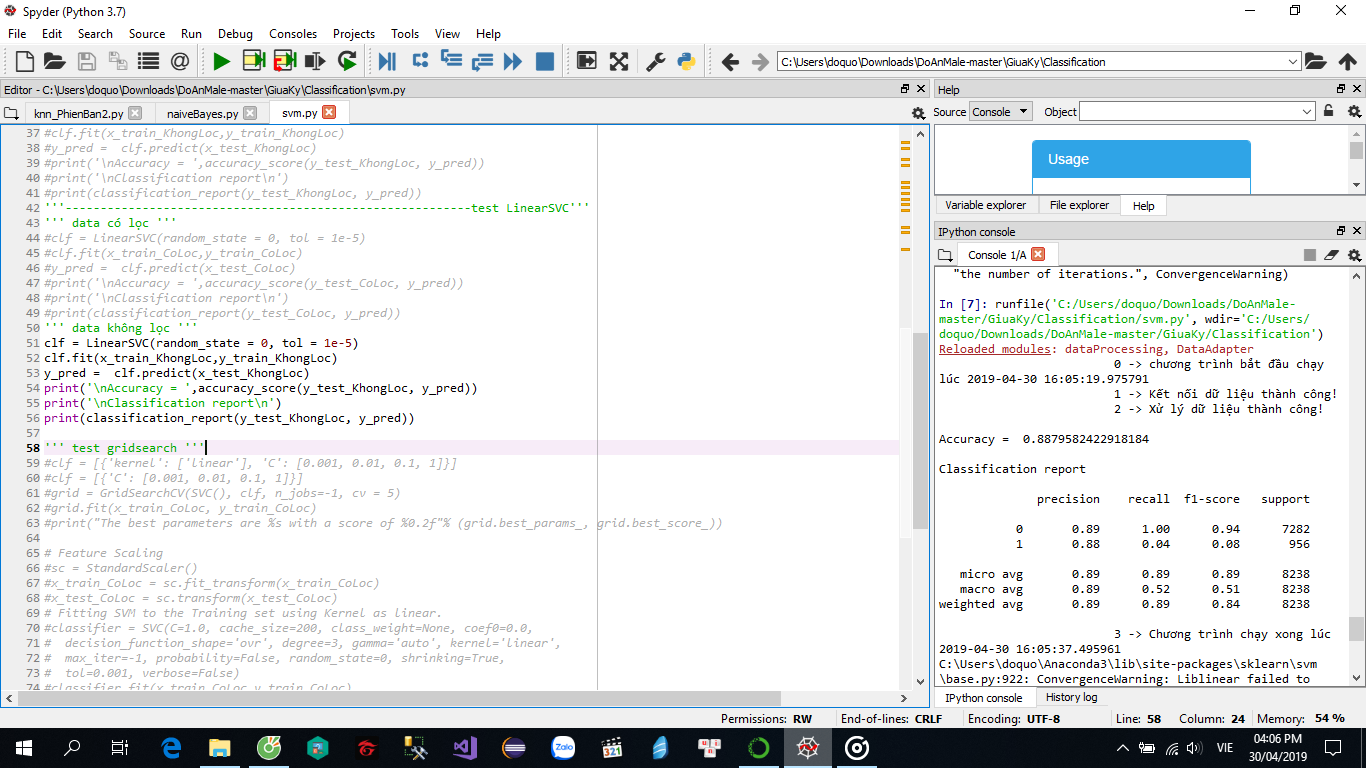 Spyder (Python 3.7)
File Edit Search Source Run Debug Consoles Projects Tools View Help
C:\Users\doquo\Downloads\DoAnMale-master\GiuaKy\Classification
Editor - C:\Users\doquo\Downloads\DoAnMale-master\GiuaKy\Classification\svm.py
knn_PhienBan2.py naiveBayes.py svm.py
37 #clf.fit(x_train_KhongLoc,y_train_KhongLoc)
38 #y_pred =  clf.predict(x_test_KhongLoc)
39 #print('\nAccuracy = ',accuracy_score(y_test_KhongLoc, y_pred))
40 #print('\nClassification report\n')
41 #print(classification_report(y_test_KhongLoc, y_pred))
42 '''----------------------------------------------------------test LinearSVC'''
43 ''' data có lọc '''
44 #clf = LinearSVC(random_state = 0, tol = 1e-5)
45 #clf.fit(x_train_CoLoc,y_train_CoLoc)
46 #y_pred =  clf.predict(x_test_CoLoc)
47 #print('\nAccuracy = ',accuracy_score(y_test_CoLoc, y_pred))
48 #print('\nClassification report\n')
49 #print(classification_report(y_test_CoLoc, y_pred))
50 ''' data không lọc '''
51 clf = LinearSVC(random_state = 0, tol = 1e-5)
52 clf.fit(x_train_KhongLoc,y_train_KhongLoc)
53 y_pred =  clf.predict(x_test_KhongLoc)
54 print('\nAccuracy = ',accuracy_score(y_test_KhongLoc, y_pred))
55 print('\nClassification report\n')
56 print(classification_report(y_test_KhongLoc, y_pred))
57
58 ''' test gridsearch '''
59 #clf = [{'kernel': ['linear'], 'C': [0.001, 0.01, 0.1, 1]}]
60 #clf = [{'C': [0.001, 0.01, 0.1, 1]}]
61 #grid = GridSearchCV(SVC(), clf, n_jobs=-1, cv = 5)
62 #grid.fit(x_train_CoLoc, y_train_CoLoc)
63 #print("The best parameters are %s with a score of %0.2f"% (grid.best_params_, grid.best_score_))
64
65 # Feature Scaling
66 #sc = StandardScaler()
67 #x_train_CoLoc = sc.fit_transform(x_train_CoLoc)
68 #x_test_CoLoc = sc.transform(x_test_CoLoc)
69 # Fitting SVM to the Training set using Kernel as linear.
70 #classifier = SVC(C=1.0, cache_size=200, class_weight=None, coef0=0.0,
71 #  decision_function_shape='ovr', degree=3, gamma='auto', kernel='linear',
72 #  max_iter=-1, probability=False, random_state=0, shrinking=True,
73 #  tol=0.001, verbose=False)
74 #classifier.fit(x_train_CoLoc,y_train_CoLoc)
Help
Source Console Object
Usage
Variable explorer File explorer Help
IPython console
Console 1/A
"the number of iterations.", ConvergenceWarning)
In [7]: runfile('C:/Users/doquo/Downloads/DoAnMale-
master/GiuaKy/Classification/svm.py', wdir='C:/Users/
doquo/Downloads/DoAnMale-master/GiuaKy/Classification')
Reloaded modules: dataProcessing, DataAdapter
0 -> chương trình bắt đầu chạy
lúc 2019-04-30 16:05:19.975791
1 -> Kết nối dữ liệu thành công!
2 -> Xử lý dữ liệu thành công!
Accuracy =  0.8879582422918184
Classification report
precision recall f1-score support
0 0.89 1.00 0.94 7282
1 0.88 0.04 0.08 956
micro avg 0.89 0.89 0.89 8238
macro avg 0.89 0.52 0.51 8238
weighted avg 0.89 0.89 0.84 8238
3 -> Chương trình chạy xong lúc
2019-04-30 16:05:37.495961
C:\Users\doquo\Anaconda3\lib\site-packages\sklearn\svm
\base.py:922: ConvergenceWarning: Liblinear failed to
IPython console History log
Permissions: RW End-of-lines: CRLF Encoding: UTF-8 Line: 58 Column: 24 Memory: 54 %
Zalo
321
VIE
04:06 PM
30/04/2019